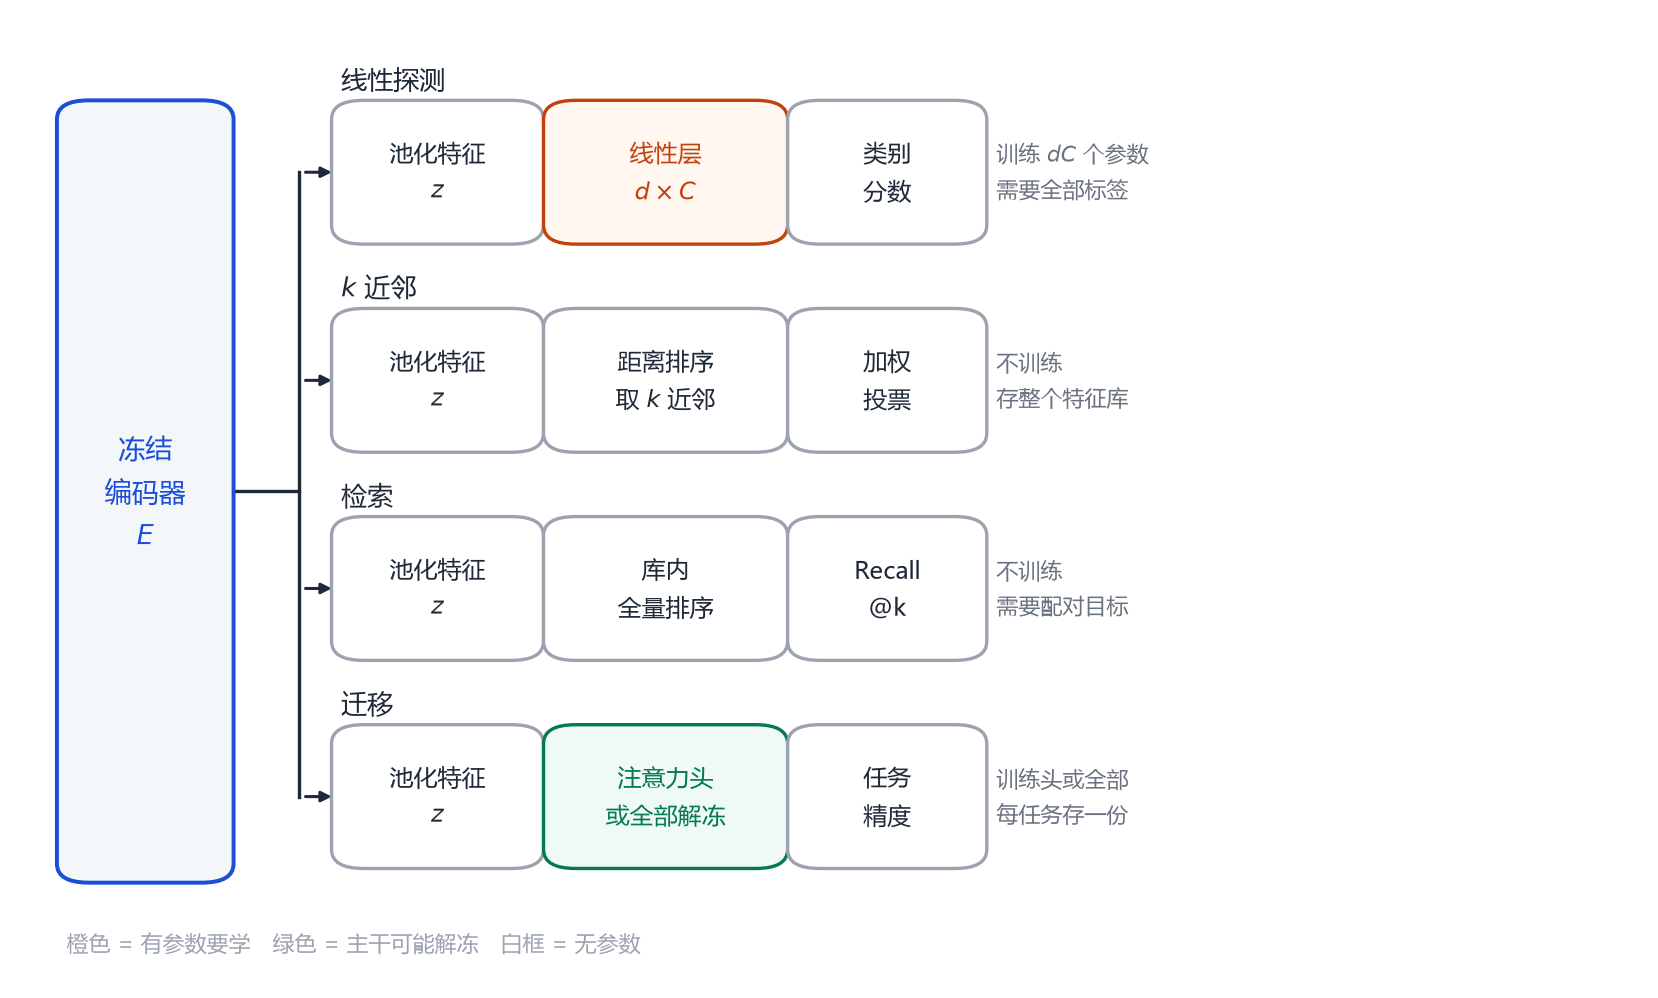 冻结
编码器
E
线性探测
池化特征
z
线性层
d × C
类别
分数
训练 dC 个参数
需要全部标签
k 近邻
池化特征
z
距离排序
取 k 近邻
加权
投票
不训练
存整个特征库
检索
池化特征
z
库内
全量排序
Recall
@k
不训练
需要配对目标
迁移
池化特征
z
注意力头
或全部解冻
任务
精度
训练头或全部
每任务存一份
橙色 = 有参数要学 绿色 = 主干可能解冻 白框 = 无参数